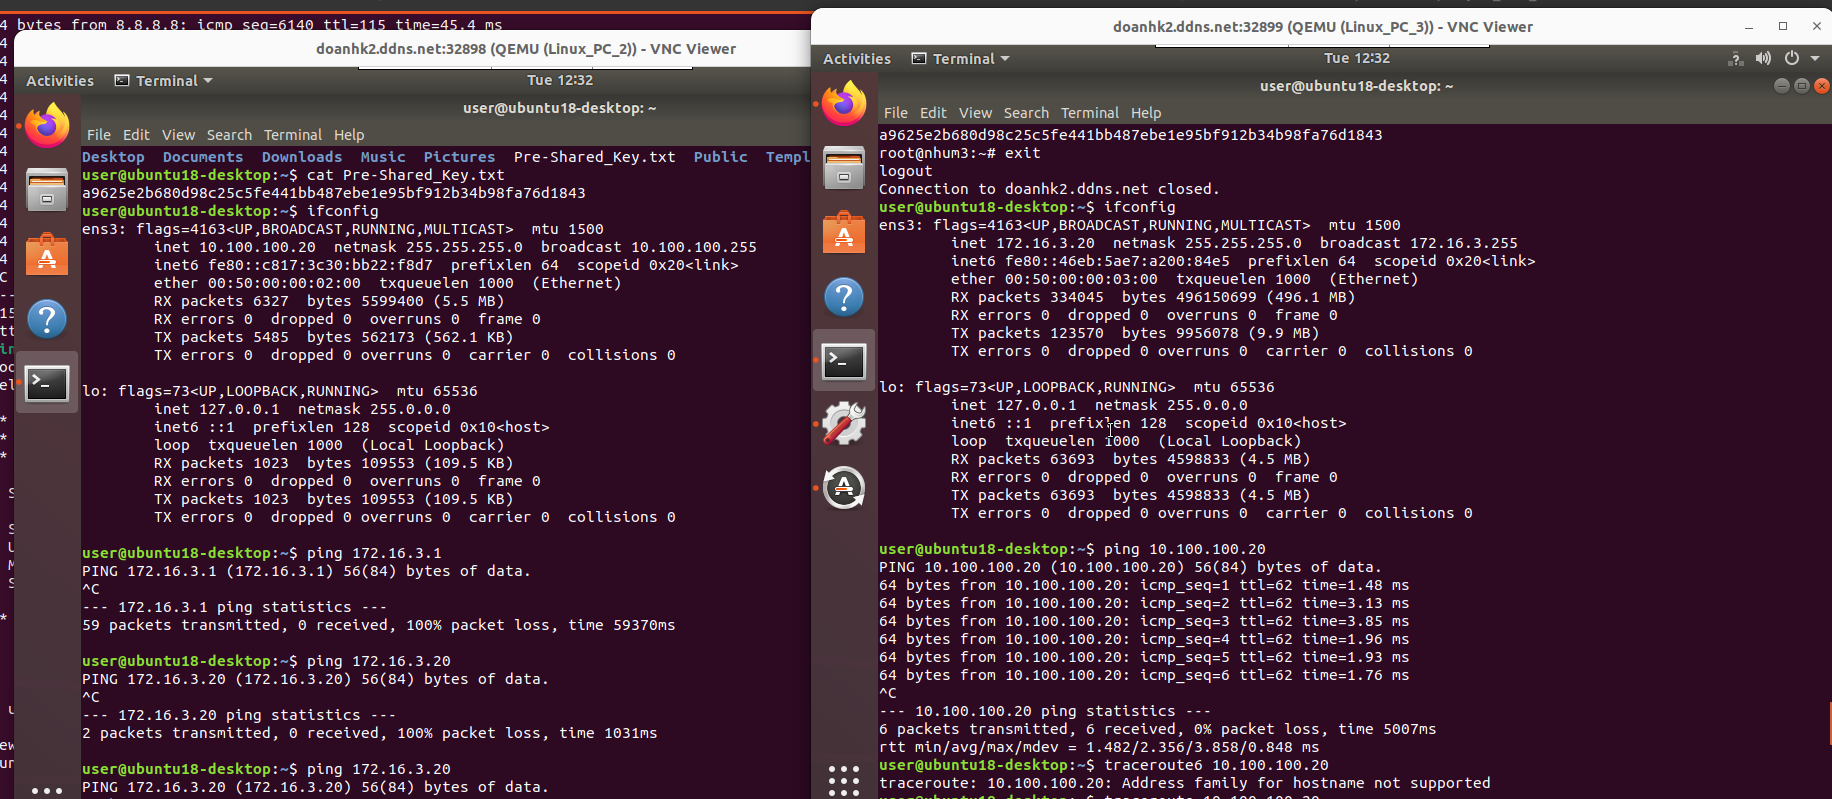 4 bytes from 8.8.8.8: icmp_seq=6140 ttl=115 time=45.4 ms
doanhk2.ddns.net:32898 (QEMU (Linux_PC_2)) - VNC Viewer
Activities Terminal Tue 12:32
user@ubuntu18-desktop: ~
File Edit View Search Terminal Help
Desktop Documents Downloads Music Pictures Pre-Shared_Key.txt Public Templ
user@ubuntu18-desktop:~$ cat Pre-Shared_Key.txt
a9625e2b680d98c25c5fe441bb487ebe1e95bf912b34b98fa76d1843
user@ubuntu18-desktop:~$ ifconfig
ens3: flags=4163<UP,BROADCAST,RUNNING,MULTICAST> mtu 1500
inet 10.100.100.20 netmask 255.255.255.0 broadcast 10.100.100.255
inet6 fe80::c817:3c30:bb22:f8d7 prefixlen 64 scopeid 0x20<link>
ether 00:50:00:00:02:00 txqueuelen 1000 (Ethernet)
RX packets 6327 bytes 5599400 (5.5 MB)
RX errors 0 dropped 0 overruns 0 frame 0
TX packets 5485 bytes 562173 (562.1 KB)
TX errors 0 dropped 0 overruns 0 carrier 0 collisions 0
lo: flags=73<UP,LOOPBACK,RUNNING> mtu 65536
inet 127.0.0.1 netmask 255.0.0.0
inet6 ::1 prefixlen 128 scopeid 0x10<host>
loop txqueuelen 1000 (Local Loopback)
RX packets 1023 bytes 109553 (109.5 KB)
RX errors 0 dropped 0 overruns 0 frame 0
TX packets 1023 bytes 109553 (109.5 KB)
TX errors 0 dropped 0 overruns 0 carrier 0 collisions 0
user@ubuntu18-desktop:~$ ping 172.16.3.1
PING 172.16.3.1 (172.16.3.1) 56(84) bytes of data.
^C
--- 172.16.3.1 ping statistics ---
59 packets transmitted, 0 received, 100% packet loss, time 59370ms
user@ubuntu18-desktop:~$ ping 172.16.3.20
PING 172.16.3.20 (172.16.3.20) 56(84) bytes of data.
^C
--- 172.16.3.20 ping statistics ---
2 packets transmitted, 0 received, 100% packet loss, time 1031ms
user@ubuntu18-desktop:~$ ping 172.16.3.20
PING 172.16.3.20 (172.16.3.20) 56(84) bytes of data.
doanhk2.ddns.net:32899 (QEMU (Linux_PC_3)) - VNC Viewer
Activities Terminal Tue 12:32
user@ubuntu18-desktop: ~
File Edit View Search Terminal Help
a9625e2b680d98c25c5fe441bb487ebe1e95bf912b34b98fa76d1843
root@nhum3:~# exit
logout
Connection to doanhk2.ddns.net closed.
user@ubuntu18-desktop:~$ ifconfig
ens3: flags=4163<UP,BROADCAST,RUNNING,MULTICAST> mtu 1500
inet 172.16.3.20 netmask 255.255.255.0 broadcast 172.16.3.255
inet6 fe80::46eb:5ae7:a200:84e5 prefixlen 64 scopeid 0x20<link>
ether 00:50:00:00:03:00 txqueuelen 1000 (Ethernet)
RX packets 334045 bytes 496150699 (496.1 MB)
RX errors 0 dropped 0 overruns 0 frame 0
TX packets 123570 bytes 9956078 (9.9 MB)
TX errors 0 dropped 0 overruns 0 carrier 0 collisions 0
lo: flags=73<UP,LOOPBACK,RUNNING> mtu 65536
inet 127.0.0.1 netmask 255.0.0.0
inet6 ::1 prefixlen 128 scopeid 0x10<host>
loop txqueuelen 1000 (Local Loopback)
RX packets 63693 bytes 4598833 (4.5 MB)
RX errors 0 dropped 0 overruns 0 frame 0
TX packets 63693 bytes 4598833 (4.5 MB)
TX errors 0 dropped 0 overruns 0 carrier 0 collisions 0
user@ubuntu18-desktop:~$ ping 10.100.100.20
PING 10.100.100.20 (10.100.100.20) 56(84) bytes of data.
64 bytes from 10.100.100.20: icmp_seq=1 ttl=62 time=1.48 ms
64 bytes from 10.100.100.20: icmp_seq=2 ttl=62 time=3.13 ms
64 bytes from 10.100.100.20: icmp_seq=3 ttl=62 time=3.85 ms
64 bytes from 10.100.100.20: icmp_seq=4 ttl=62 time=1.96 ms
64 bytes from 10.100.100.20: icmp_seq=5 ttl=62 time=1.93 ms
64 bytes from 10.100.100.20: icmp_seq=6 ttl=62 time=1.76 ms
^C
--- 10.100.100.20 ping statistics ---
6 packets transmitted, 6 received, 0% packet loss, time 5007ms
rtt min/avg/max/mdev = 1.482/2.356/3.858/0.848 ms
user@ubuntu18-desktop:~$ traceroute6 10.100.100.20
traceroute: 10.100.100.20: Address family for hostname not supported
user@ubuntu18-desktop:~$ traceroute 10.100.100.20